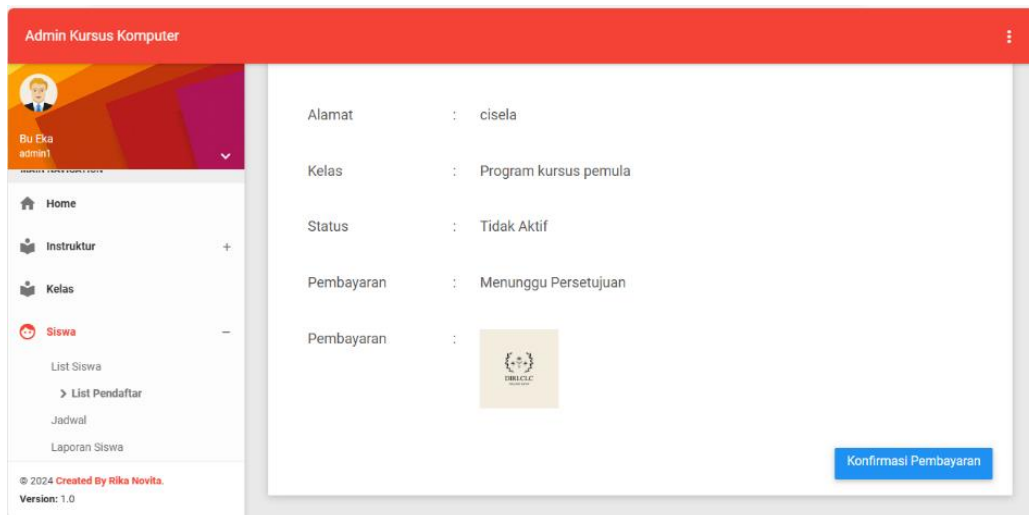 Admin Kursus Komputer
Bu Eka
admin1
MAIN NAVIGATION
Home
Instruktur
Kelas
Siswa
List Siswa
List Pendaftar
Jadwal
Laporan Siswa
© 2024 Created By Rika Novita.
Version: 1.0
Alamat : cisela
Kelas : Program kursus pemula
Status : Tidak Aktif
Pembayaran : Menunggu Persetujuan
Pembayaran :
Konfirmasi Pembayaran